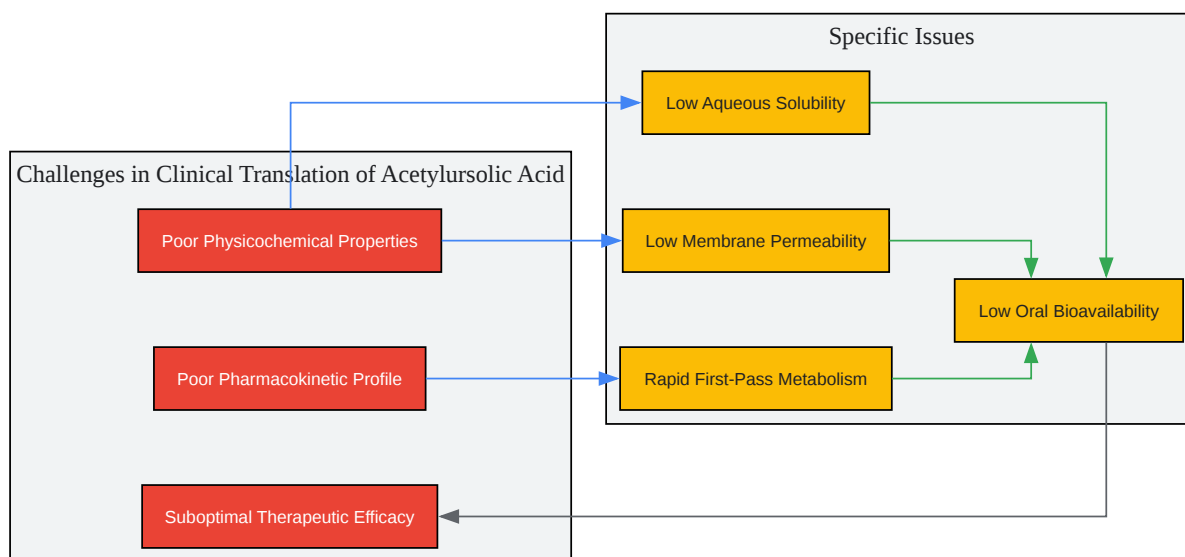 Specific Issues
Low Aqueous Solubility
Challenges in Clinical Translation of Acetylursolic Acid
Poor Physicochemical Properties
Low Membrane Permeability
Low Oral Bioavailability
Poor Pharmacokinetic Profile
Rapid First-Pass Metabolism
Suboptimal Therapeutic Efficacy